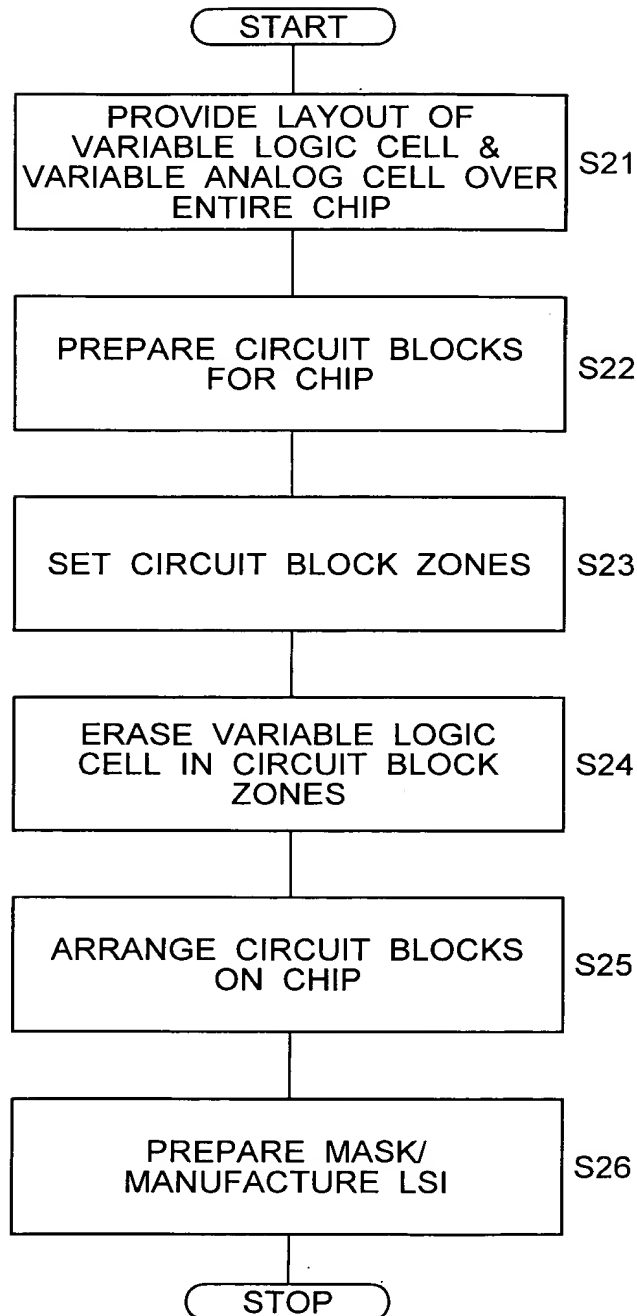 START
PROVIDE LAYOUT OF
VARIABLE LOGIC CELL &
VARIABLE ANALOG CELL OVER
ENTIRE CHIP
S21
PREPARE CIRCUIT BLOCKS
FOR CHIP
S22
SET CIRCUIT BLOCK ZONES
S23
ERASE VARIABLE LOGIC
CELL IN CIRCUIT BLOCK
ZONES
S24
ARRANGE CIRCUIT BLOCKS
ON CHIP
S25
PREPARE MASK/
MANUFACTURE LSI
S26
STOP